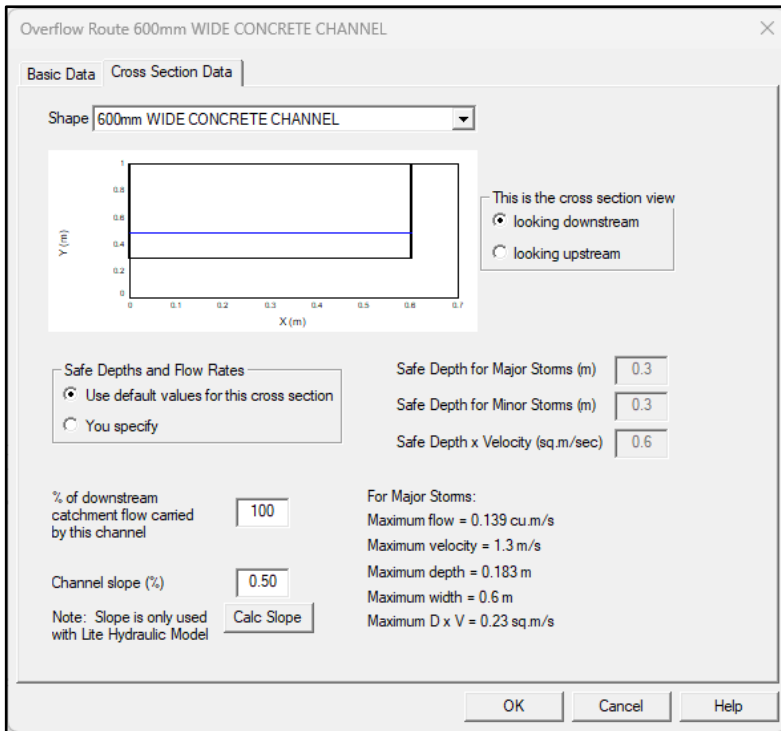 Overflow Route 600mm WIDE CONCRETE CHANNEL
Basic Data
Cross Section Data
Shape
600mm WIDE CONCRETE CHANNEL
1
0.8
0.6
0.4
0.2
0
Y (m)
0
0.1
0.2
0.3
0.4
0.5
0.6
0.7
X (m)
This is the cross section view
looking downstream
looking upstream
Safe Depths and Flow Rates
Use default values for this cross section
You specify
Safe Depth for Major Storms (m) 0.3
Safe Depth for Minor Storms (m) 0.3
Safe Depth x Velocity (sq.m/sec) 0.6
% of downstream
catchment flow carried
by this channel
100
Channel slope (%) 0.50
Note: Slope is only used
with Lite Hydraulic Model
Calc Slope
For Major Storms:
Maximum flow = 0.139 cu.m/s
Maximum velocity = 1.3 m/s
Maximum depth = 0.183 m
Maximum width = 0.6 m
Maximum D x V = 0.23 sq.m/s
OK
Cancel
Help